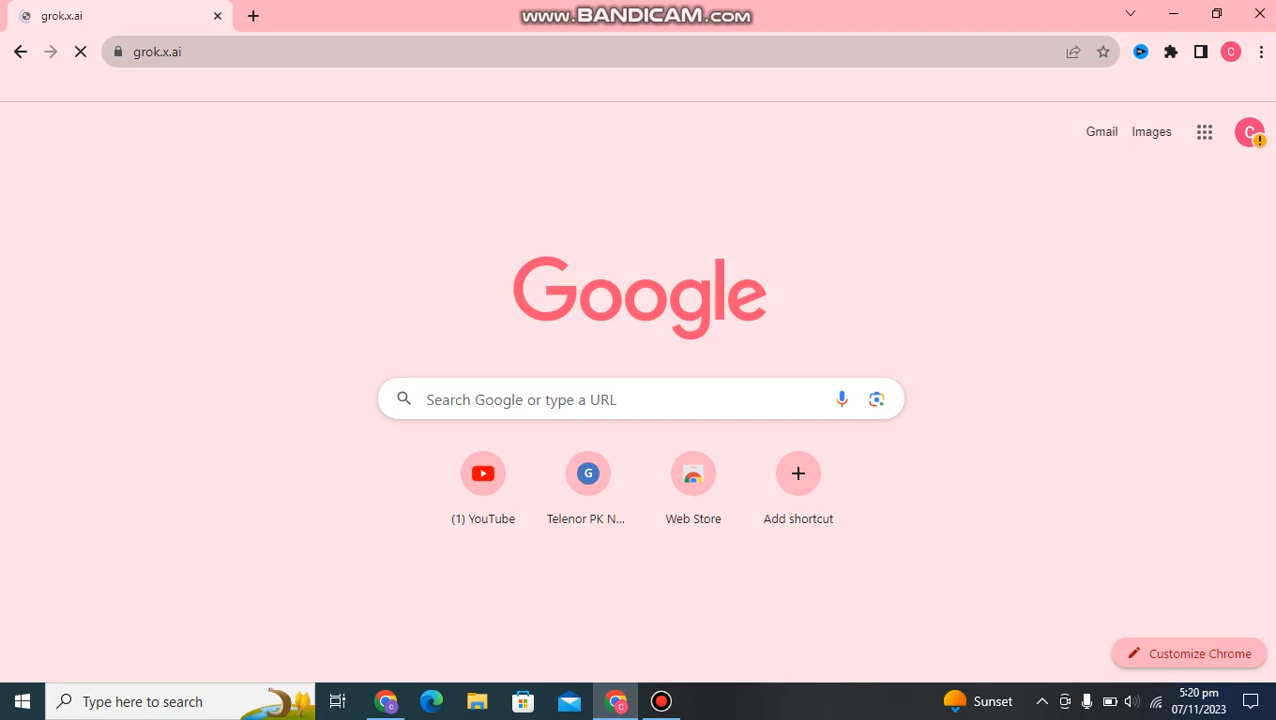 grok.x.ai
www.BANDICAM.com
grok.x.ai
C
Gmail
Images
C
Google
Search Google or type a URL
G
(1) YouTube
Telenor PK N...
Web Store
Add shortcut
Customize Chrome
Type here to search
Sunset
5:20 pm
07/11/2023